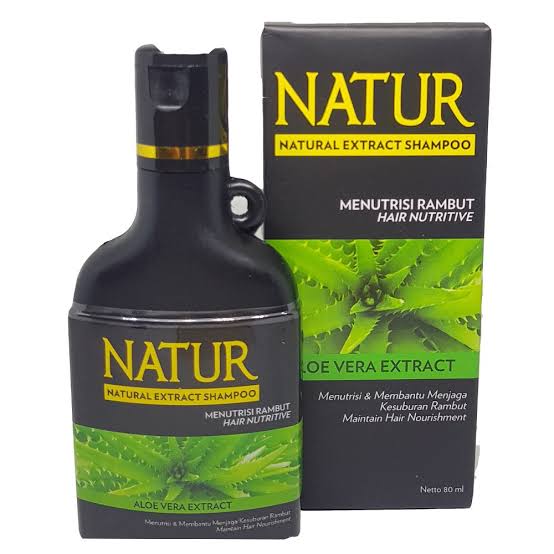 NATUR
NATURAL EXTRACT SHAMPOO
MENUTRISI RAMBUT
HAIR NUTRITIVE
ALOE VERA EXTRACT
Menutrisi & Membantu Menjaga Kesuburan Rambut
Maintain Hair Nourishment
NATUR
NATURAL EXTRACT SHAMPOO
MENUTRISI RAMBUT
HAIR NUTRITIVE
LOE VERA EXTRACT
Menutrisi & Membantu Menjaga
Kesuburan Rambut
Maintain Hair Nourishment
Netto 80 ml